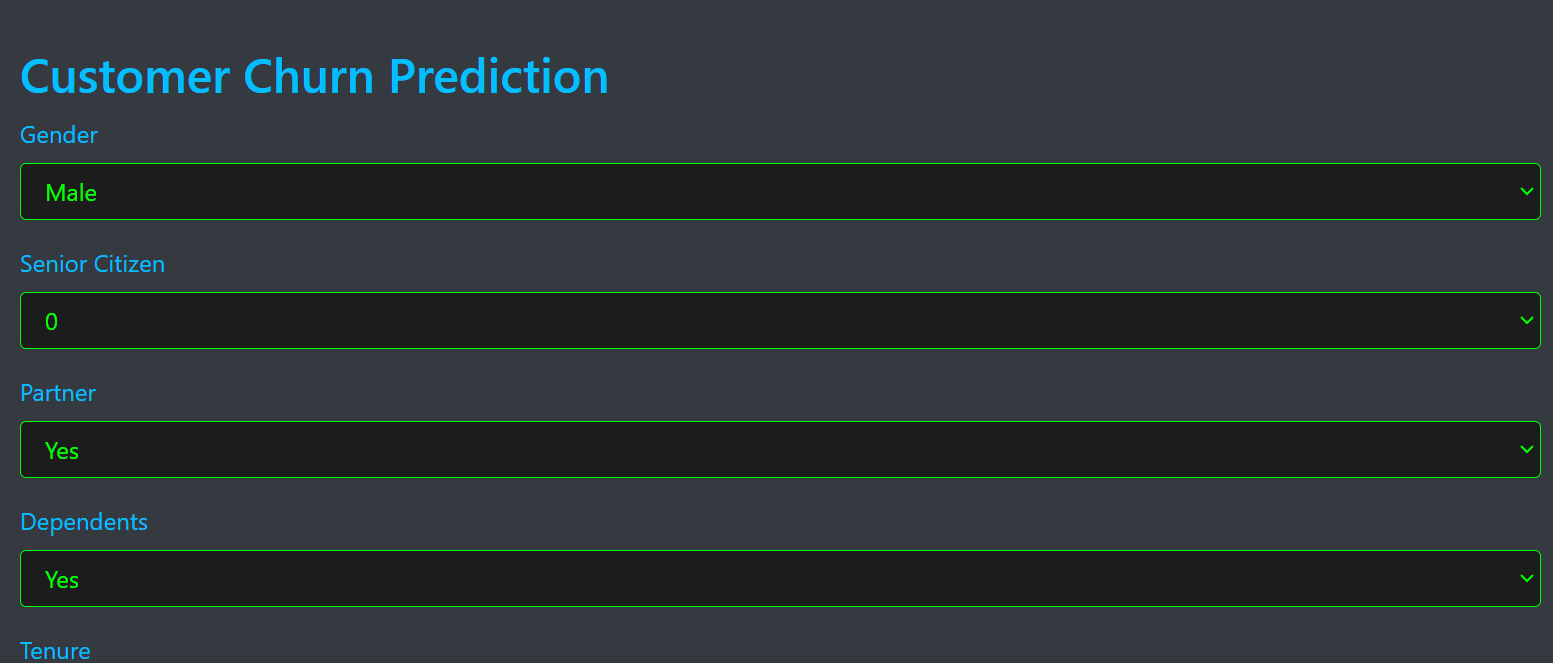 Customer Churn Prediction
Gender
Male
Senior Citizen
0
Partner
Yes
Dependents
Yes
Tenure